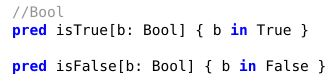 //Bool
pred isTrue[b: Bool] { b in True }
pred isFalse[b: Bool] { b in False }